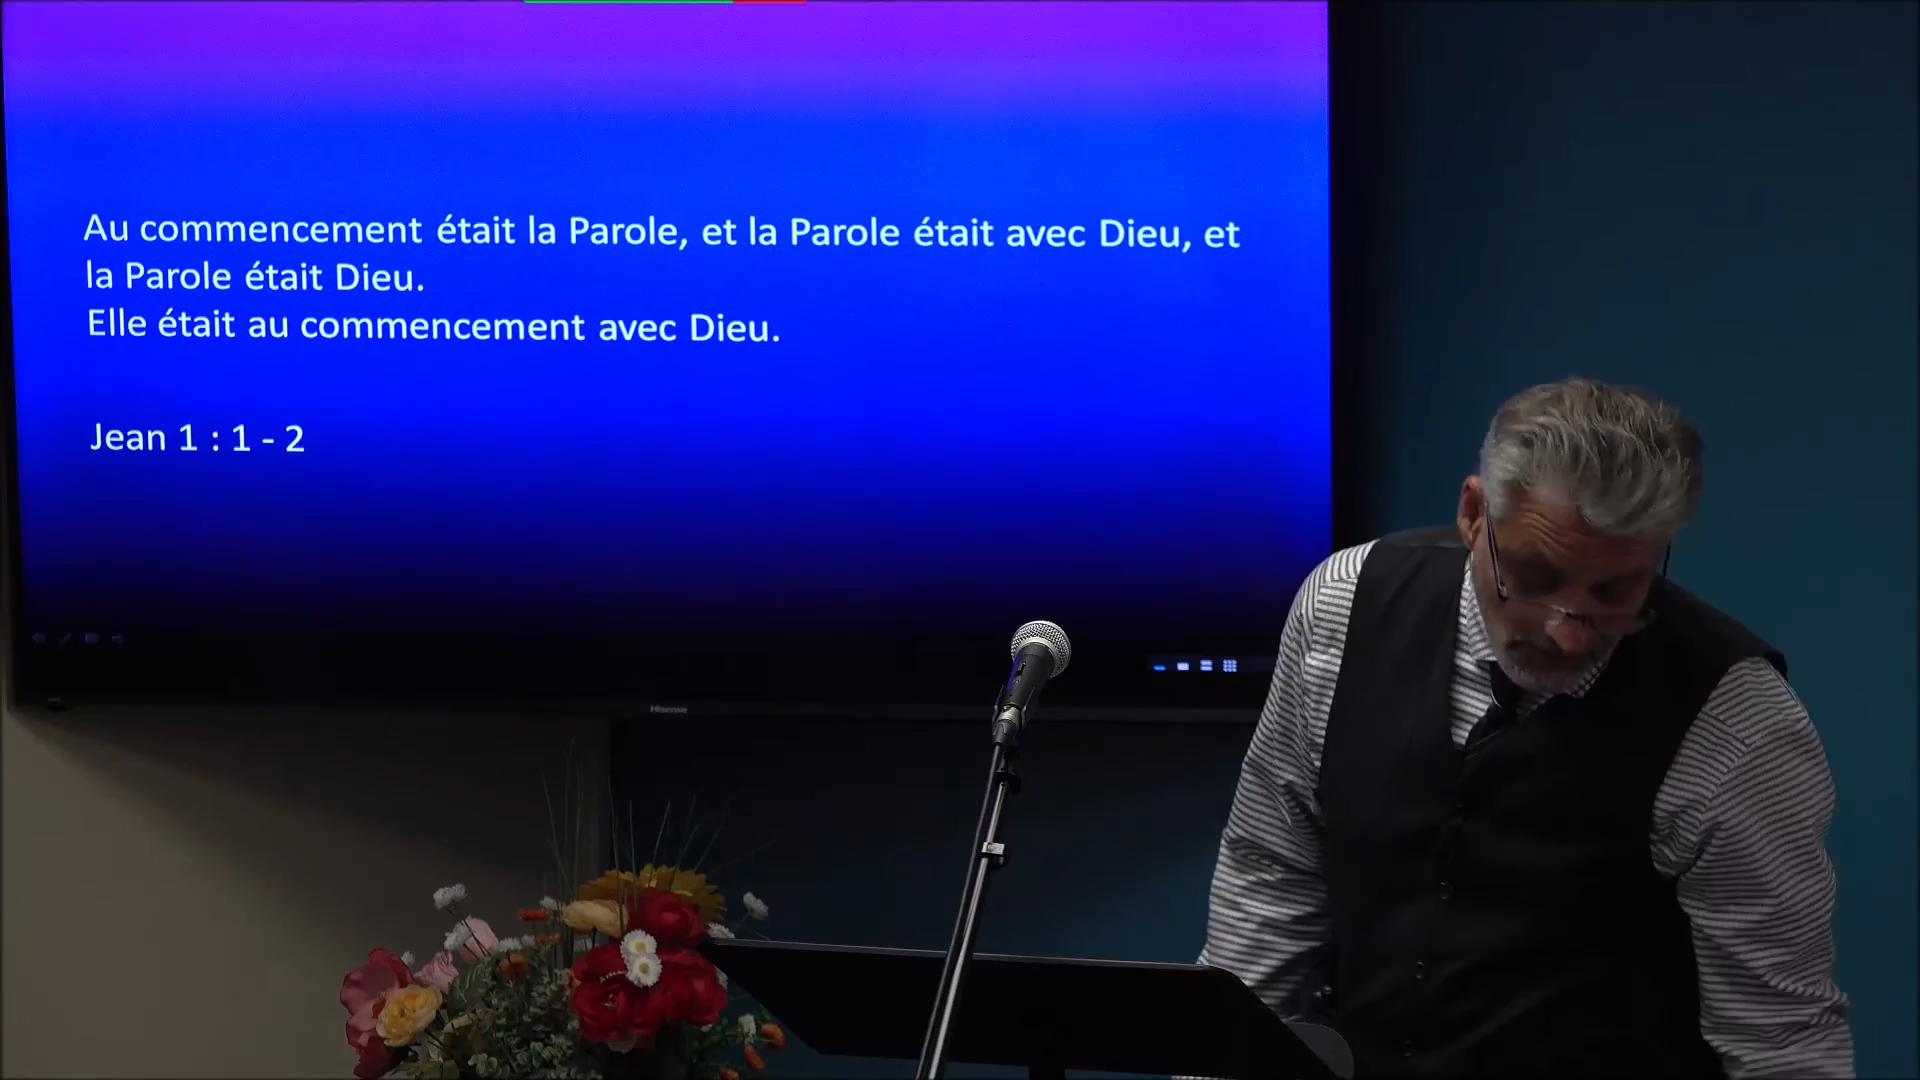 Au commencement était la Parole, et la Parole était avec Dieu, et
la Parole était Dieu.
Elle était au commencement avec Dieu.
Jean 1 : 1 - 2
Hisense